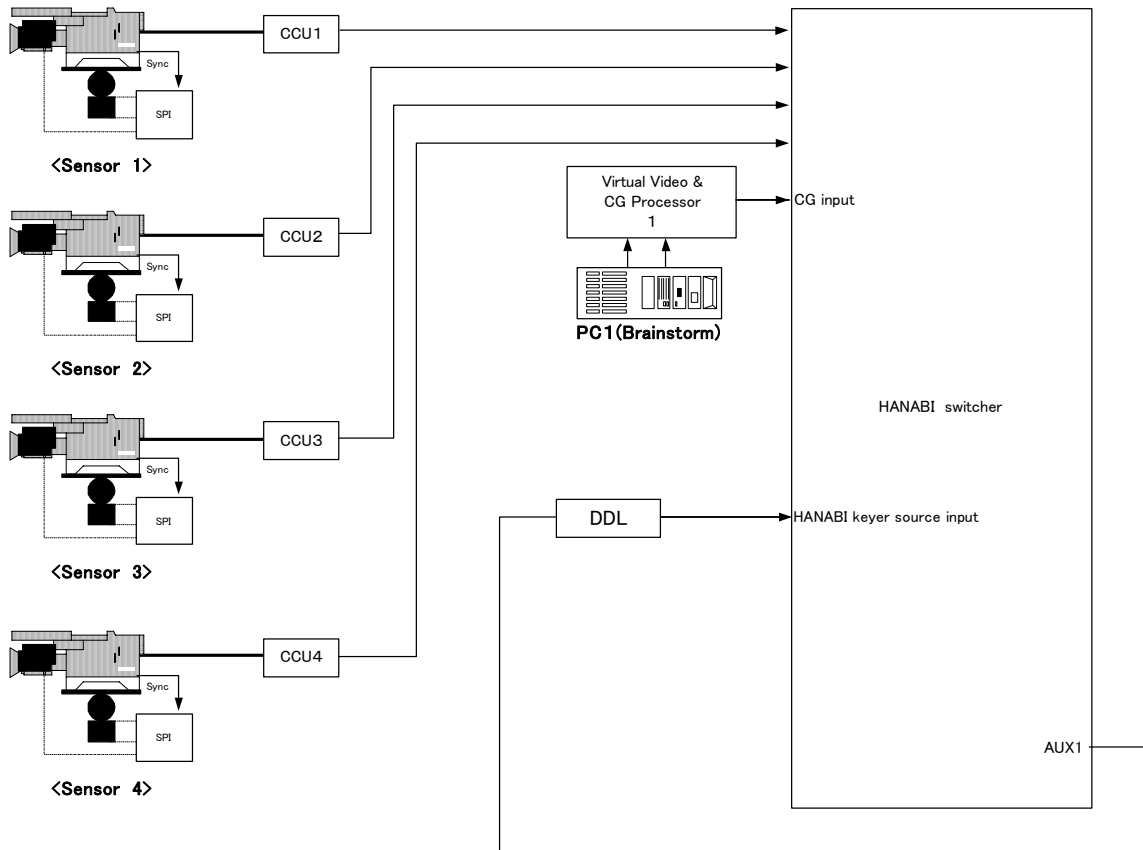 CCU1
Sync
SPI
<Sensor 1>
Virtual Video &
CG Processor
1
CG input
CCU2
Sync
SPI
PC1(Brainstorm)
<Sensor 2>
HANABI switcher
CCU3
Sync
SPI
DDL
HANABI keyer source input
<Sensor 3>
CCU4
Sync
SPI
AUX1
<Sensor 4>